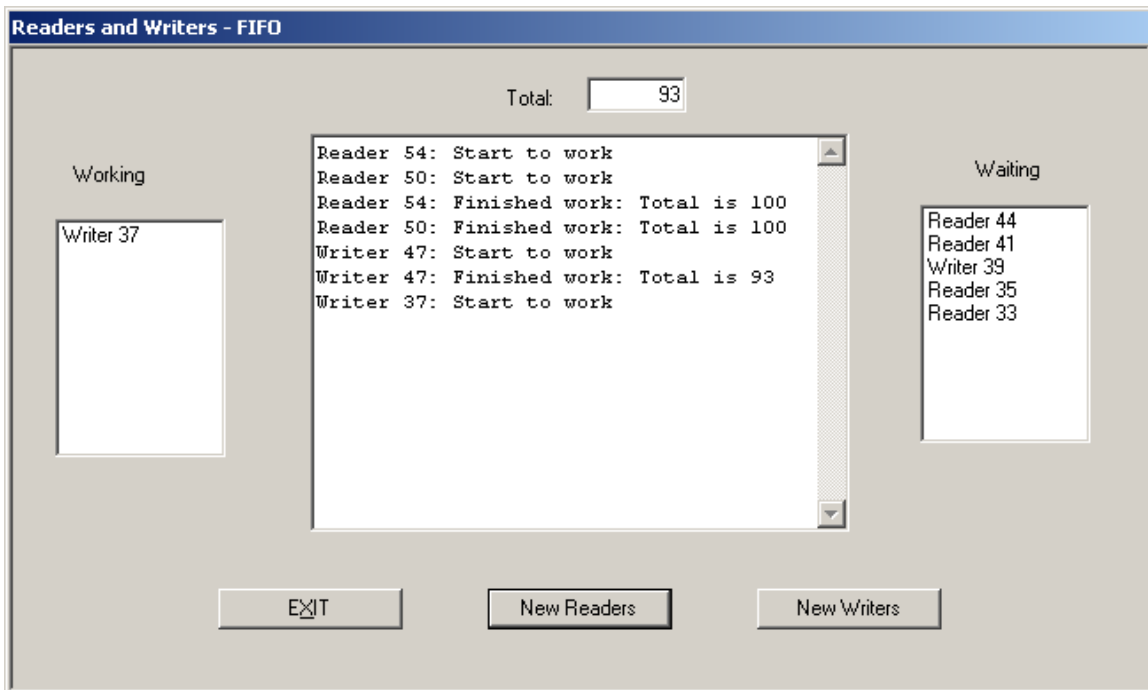 Readers and Writers - FIFO
Total: 93
Working
Writer 37
Reader 54: Start to work
Reader 50: Start to work
Reader 54: Finished work: Total is 100
Reader 50: Finished work: Total is 100
Writer 47: Start to work
Writer 47: Finished work: Total is 93
Writer 37: Start to work
Waiting
Reader 44
Reader 41
Writer 39
Reader 35
Reader 33
EXIT
New Readers
New Writers